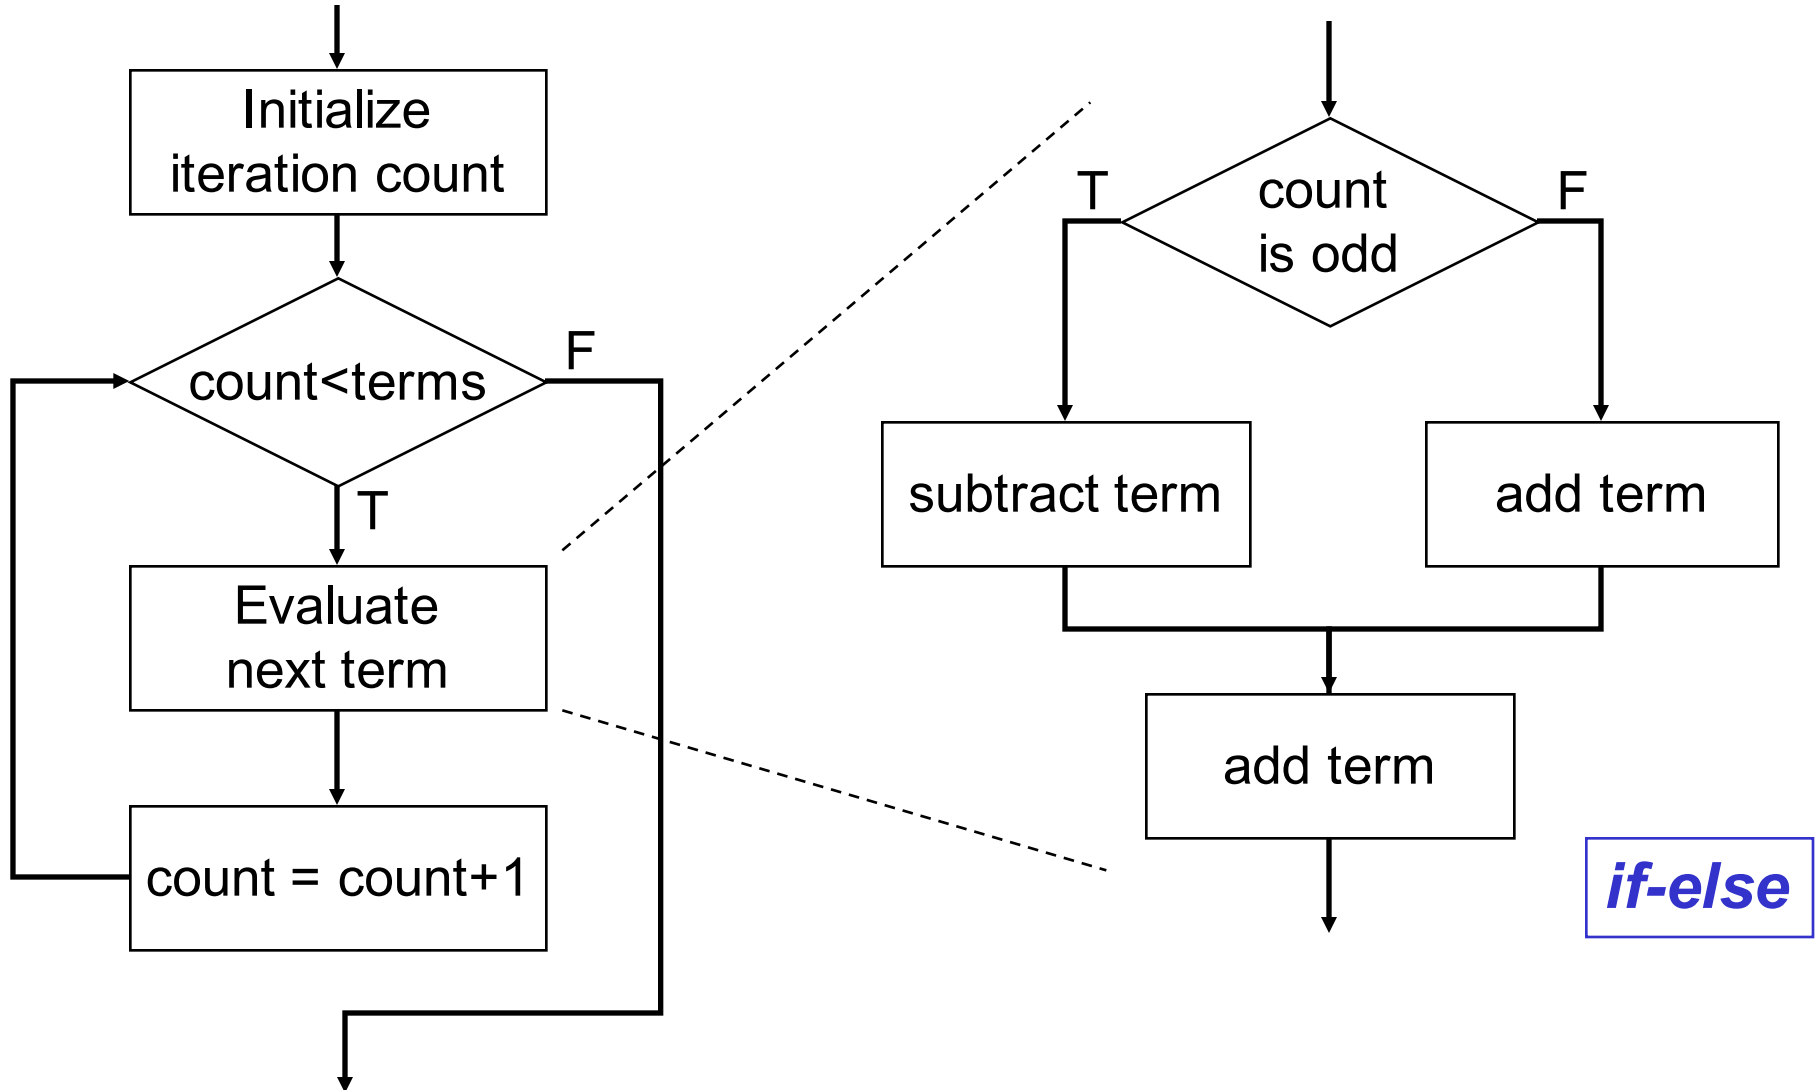 Initialize
iteration count
count<terms
F
T
Evaluate
next term
count = count+1
count
is odd
T
F
subtract term
add term
add term
if-else